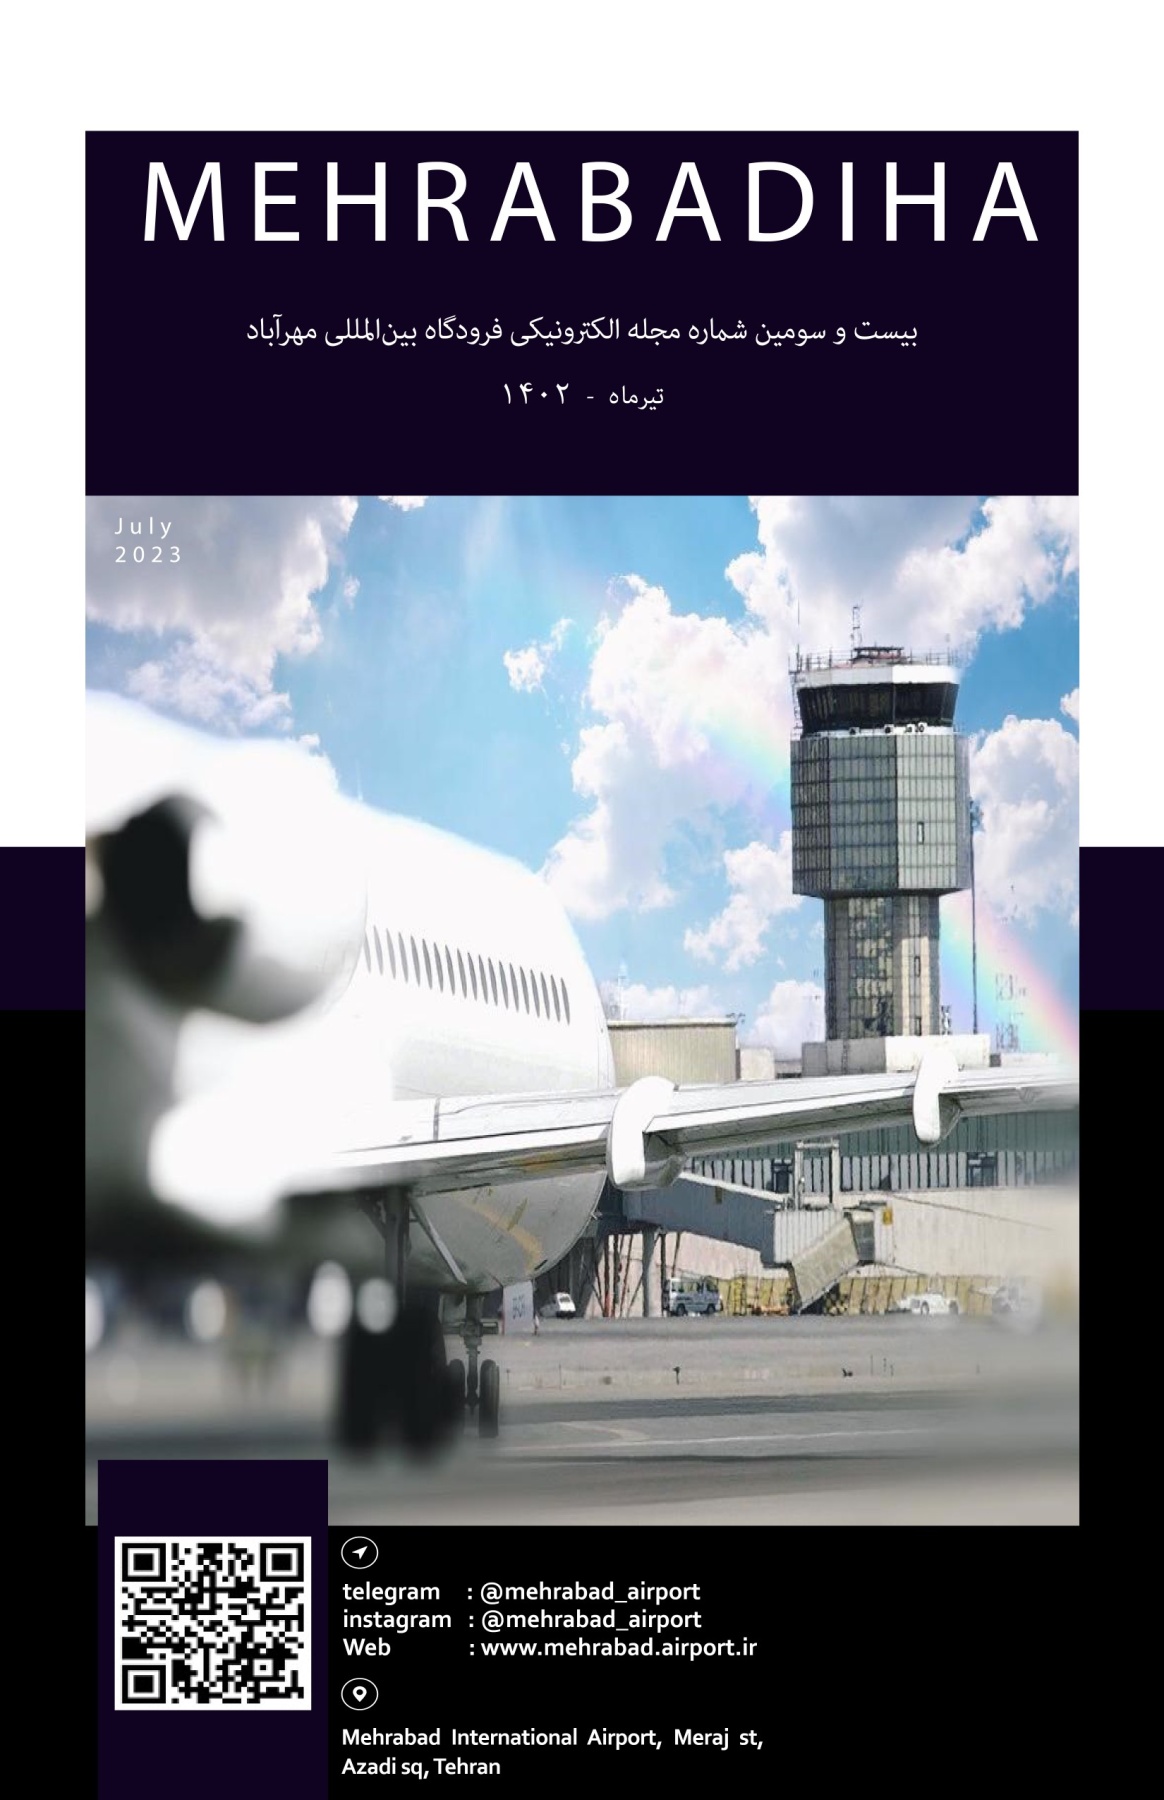 MEHRABADIHA
بیست و سومین شماره مجله الکترونیکی فرودگاه بین‌المللی مهرآباد
تیرماه - ۱۴۰۲
July
2023
telegram : @mehrabad_airport
instagram : @mehrabad_airport
Web : www.mehrabad.airport.ir
Mehrabad International Airport, Meraj st,
Azadi sq, Tehran